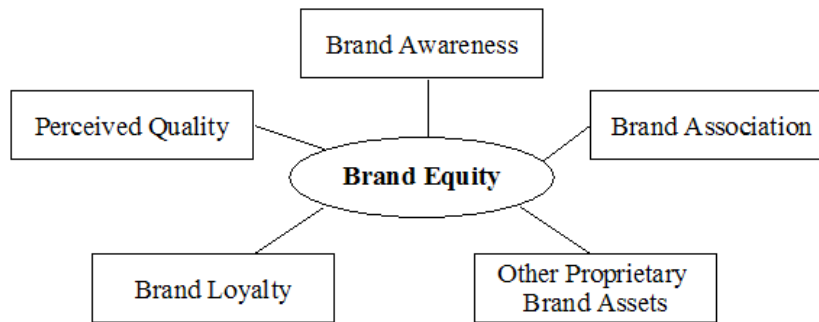 Brand Awareness
Perceived Quality
Brand Association
Brand Equity
Brand Loyalty
Other Proprietary
Brand Assets